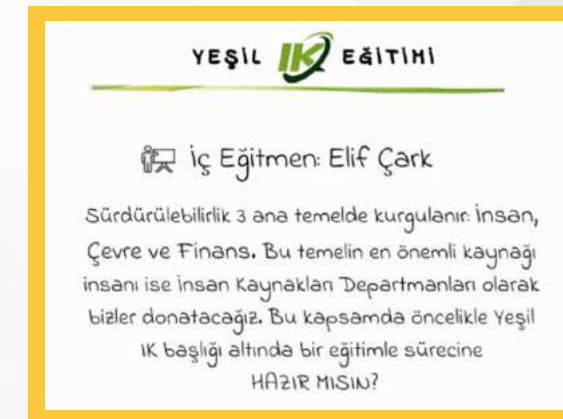 YEŞİL IK EĞİTİMİ
İç Eğitmen: Elif Çark
Sürdürülebilirlik 3 ana temelde kurgulanır: İnsan,
Çevre ve Finans. Bu temelin en önemli kaynağı
insanı ise İnsan Kaynakları Departmanları olarak
bizler donatacağız. Bu kapsamda öncelikle Yeşil
IK başlığı altında bir eğitimle sürecine
HAZIR MISIN?